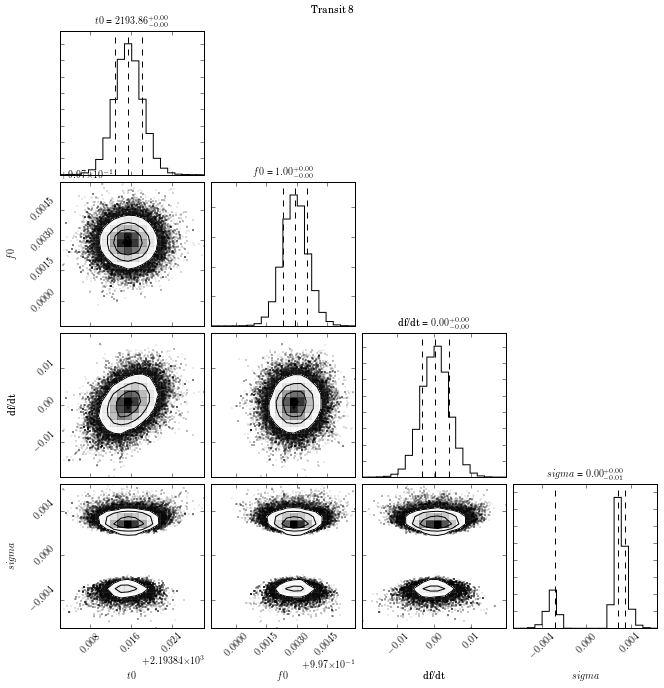 Transit 8
t0 = 2193.86^{+0.00}_{-0.00}
f0 = 1.00^{+0.00}_{-0.00}
0.0045
0.0030
0.0015
0.0000
f0
df/dt = 0.00^{+0.00}_{-0.00}
0.01
0.00
−0.01
df/dt
sigma = 0.00^{+0.00}_{-0.01}
0.001
0.000
−0.001
sigma
0.008 0.016 0.024
+2.19384×10^3
t0
0.0000 0.0015 0.0030 0.0045
+9.97×10^{−1}
f0
−0.01 0.00 0.01
df/dt
−0.001 0.000 0.001
sigma